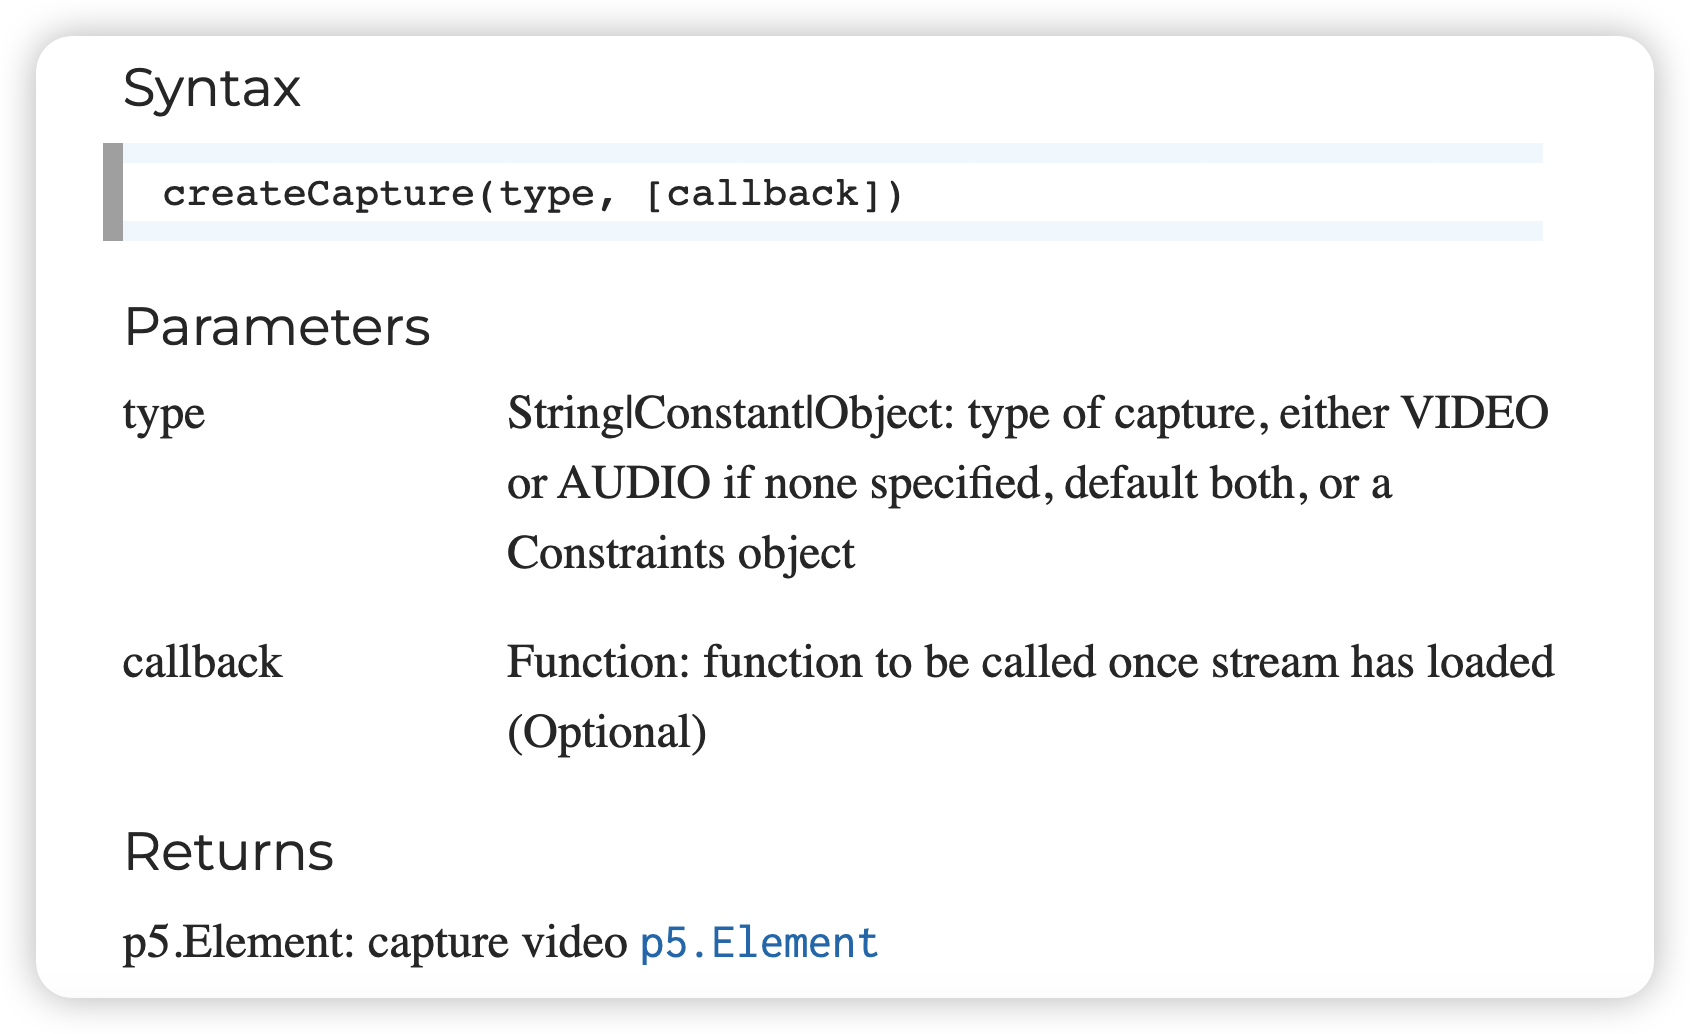 Syntax
createCapture(type, [callback])
Parameters
type String|Constant|Object: type of capture, either VIDEO
or AUDIO if none specified, default both, or a
Constraints object
callback Function: function to be called once stream has loaded
(Optional)
Returns
p5.Element: capture video p5.Element